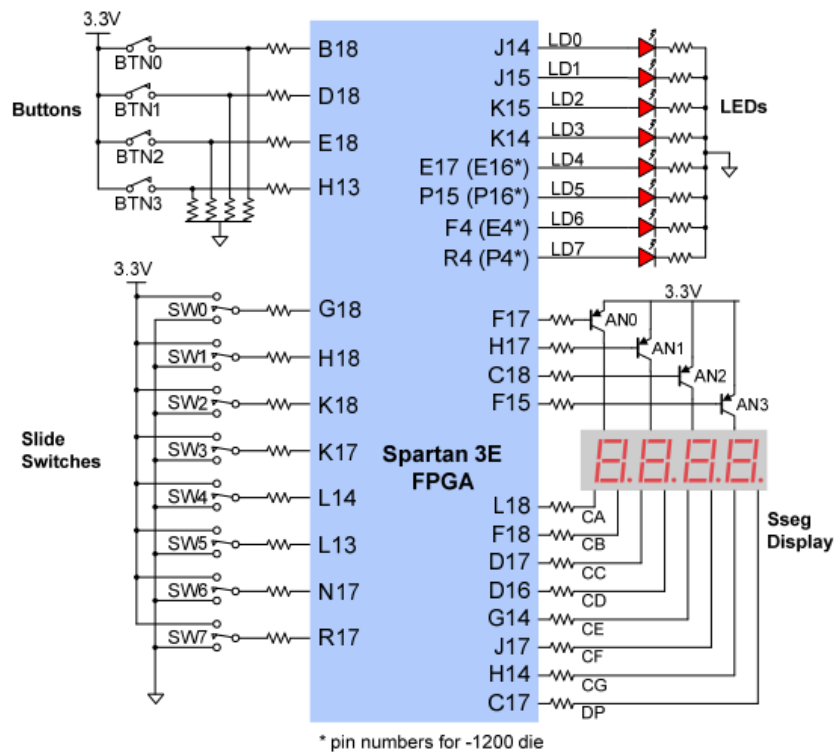 3.3V
BTN0
BTN1
BTN2
BTN3
Buttons
B18
D18
E18
H13
3.3V
SW0
SW1
SW2
SW3
SW4
SW5
SW6
SW7
Slide
Switches
G18
H18
K18
K17
L14
L13
N17
R17
Spartan 3E
FPGA
J14 LD0
J15 LD1
K15 LD2
K14 LD3
E17 (E16*) LD4
P15 (P16*) LD5
F4 (E4*) LD6
R4 (P4*) LD7
LEDs
3.3V
F17 AN0
H17 AN1
C18 AN2
F15 AN3
8.8.8.8.
L18 CA
F18 CB
D17 CC
D16 CD
G14 CE
J17 CF
H14 CG
C17 DP
Sseg
Display
* pin numbers for -1200 die